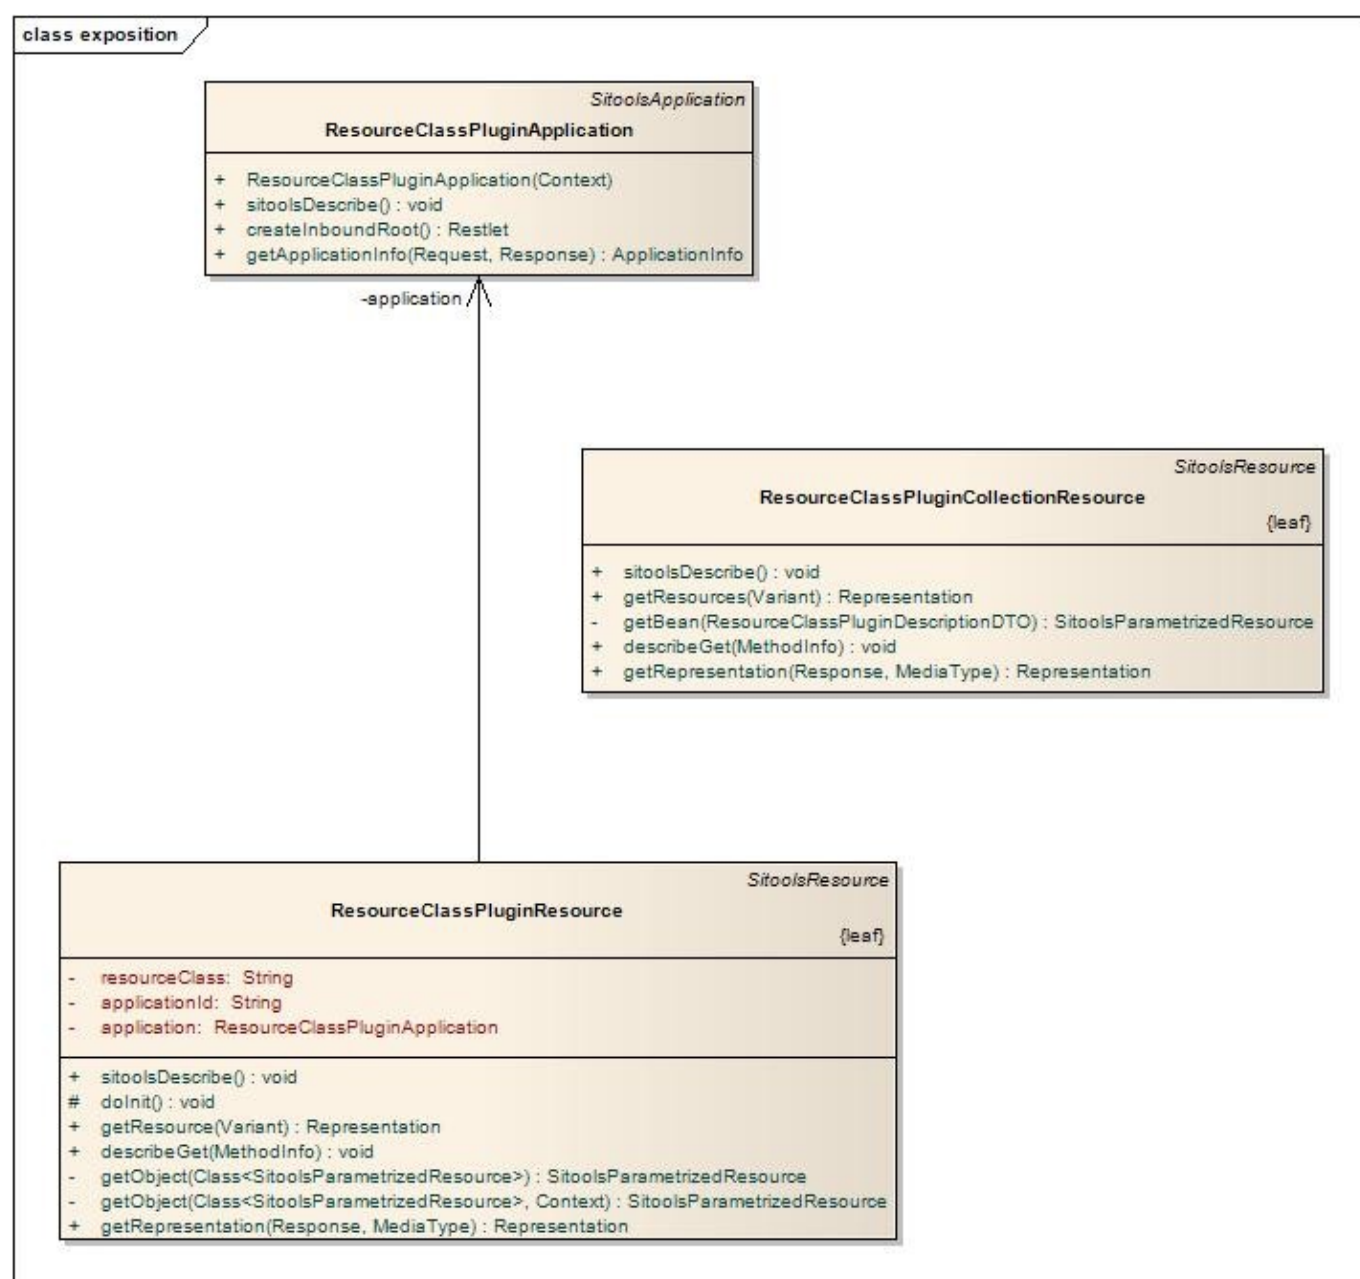 class exposition
SitoolsApplication
ResourceClassPluginApplication
+ ResourceClassPluginApplication(Context)
+ sitoolsDescribe() : void
+ createInboundRoot() : Restlet
+ getApplicationInfo(Request, Response) : ApplicationInfo
-application
SitoolsResource
ResourceClassPluginCollectionResource
{leaf}
+ sitoolsDescribe() : void
+ getResources(Variant) : Representation
- getBean(ResourceClassPluginDescriptionDTO) : SitoolsParametrizedResource
+ describeGet(MethodInfo) : void
+ getRepresentation(Response, MediaType) : Representation
SitoolsResource
ResourceClassPluginResource
{leaf}
- resourceClass: String
- applicationId: String
- application: ResourceClassPluginApplication
+ sitoolsDescribe() : void
# doInit() : void
+ getResource(Variant) : Representation
+ describeGet(MethodInfo) : void
- getObject(Class<SitoolsParametrizedResource>) : SitoolsParametrizedResource
- getObject(Class<SitoolsParametrizedResource>, Context) : SitoolsParametrizedResource
+ getRepresentation(Response, MediaType) : Representation